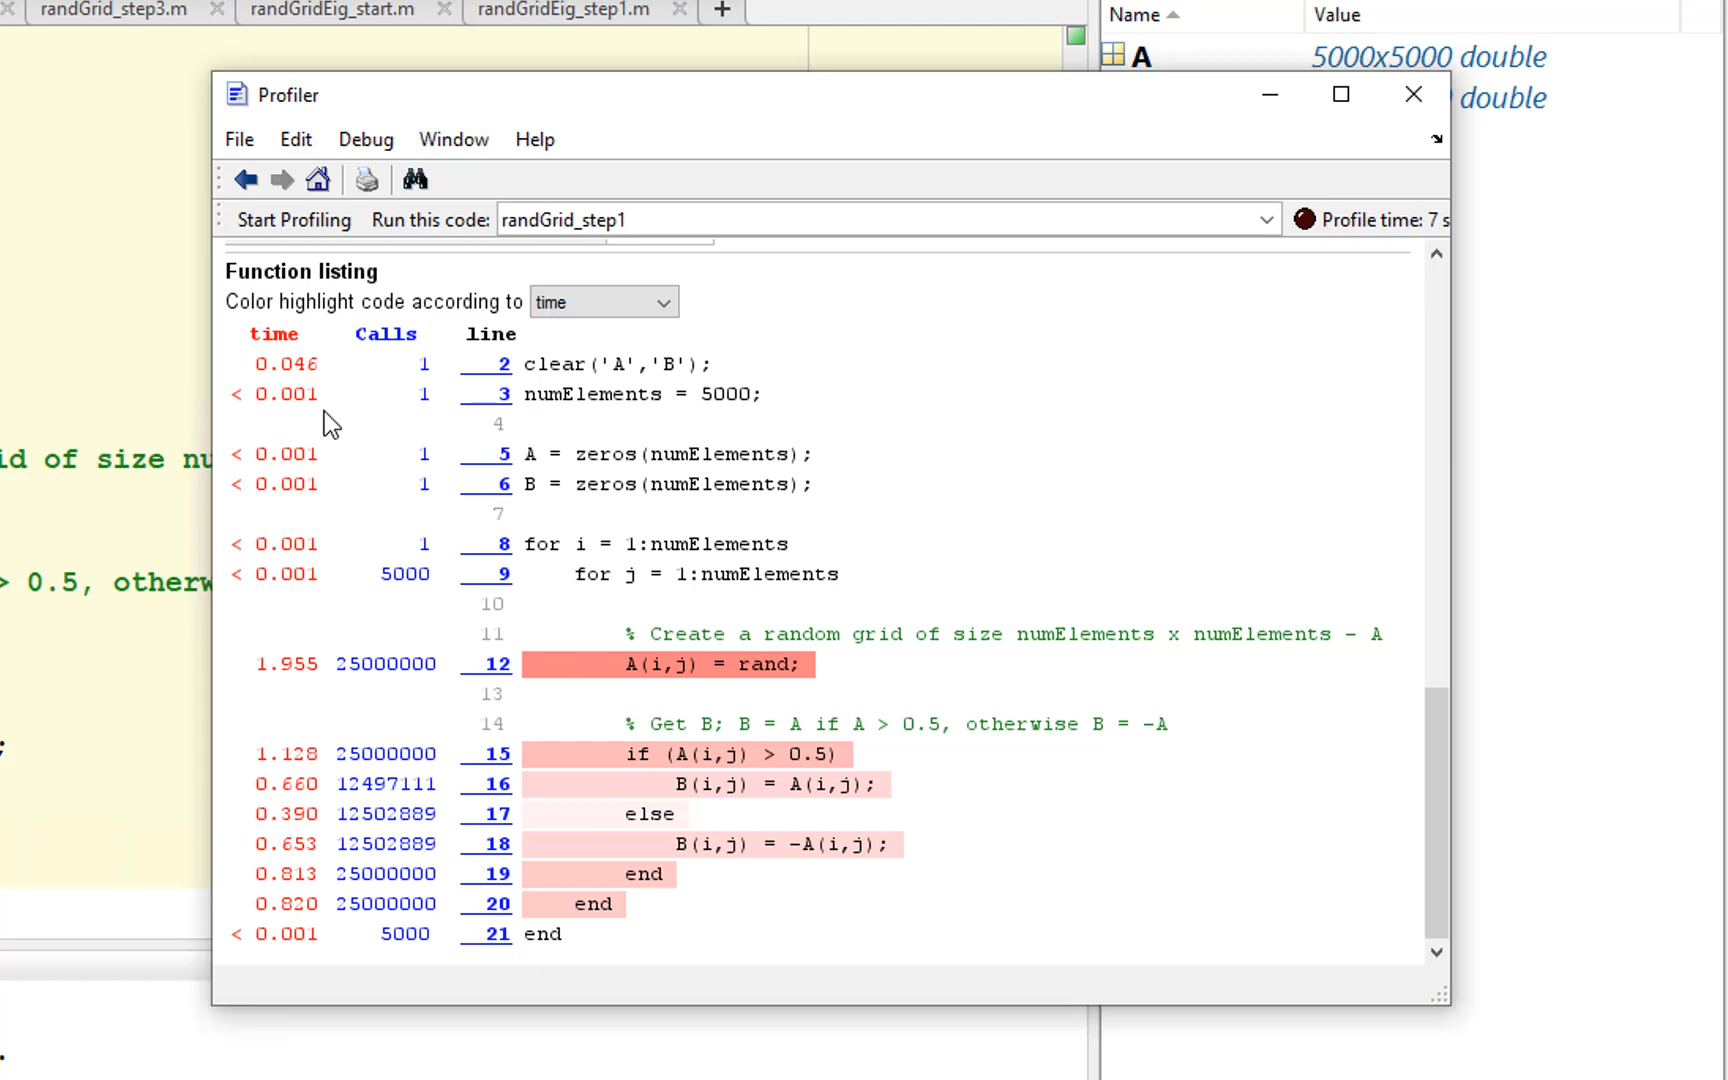 randGrid_step3.m randGridEig_start.m randGridEig_step1.m
Name Value
A 5000x5000 double
double
Profiler
File Edit Debug Window Help
Start Profiling Run this code: randGrid_step1 Profile time: 7 s
id of size nu
> 0.5, otherw
;
.
Function listing
Color highlight code according to time
time Calls line
0.046 1 2 clear('A','B');
< 0.001 1 3 numElements = 5000;
4
< 0.001 1 5 A = zeros(numElements);
< 0.001 1 6 B = zeros(numElements);
7
< 0.001 1 8 for i = 1:numElements
< 0.001 5000 9 for j = 1:numElements
10
11 % Create a random grid of size numElements x numElements - A
1.955 25000000 12 A(i,j) = rand;
13
14 % Get B; B = A if A > 0.5, otherwise B = -A
1.128 25000000 15 if (A(i,j) > 0.5)
0.660 12497111 16 B(i,j) = A(i,j);
0.390 12502889 17 else
0.653 12502889 18 B(i,j) = -A(i,j);
0.813 25000000 19 end
0.820 25000000 20 end
< 0.001 5000 21 end